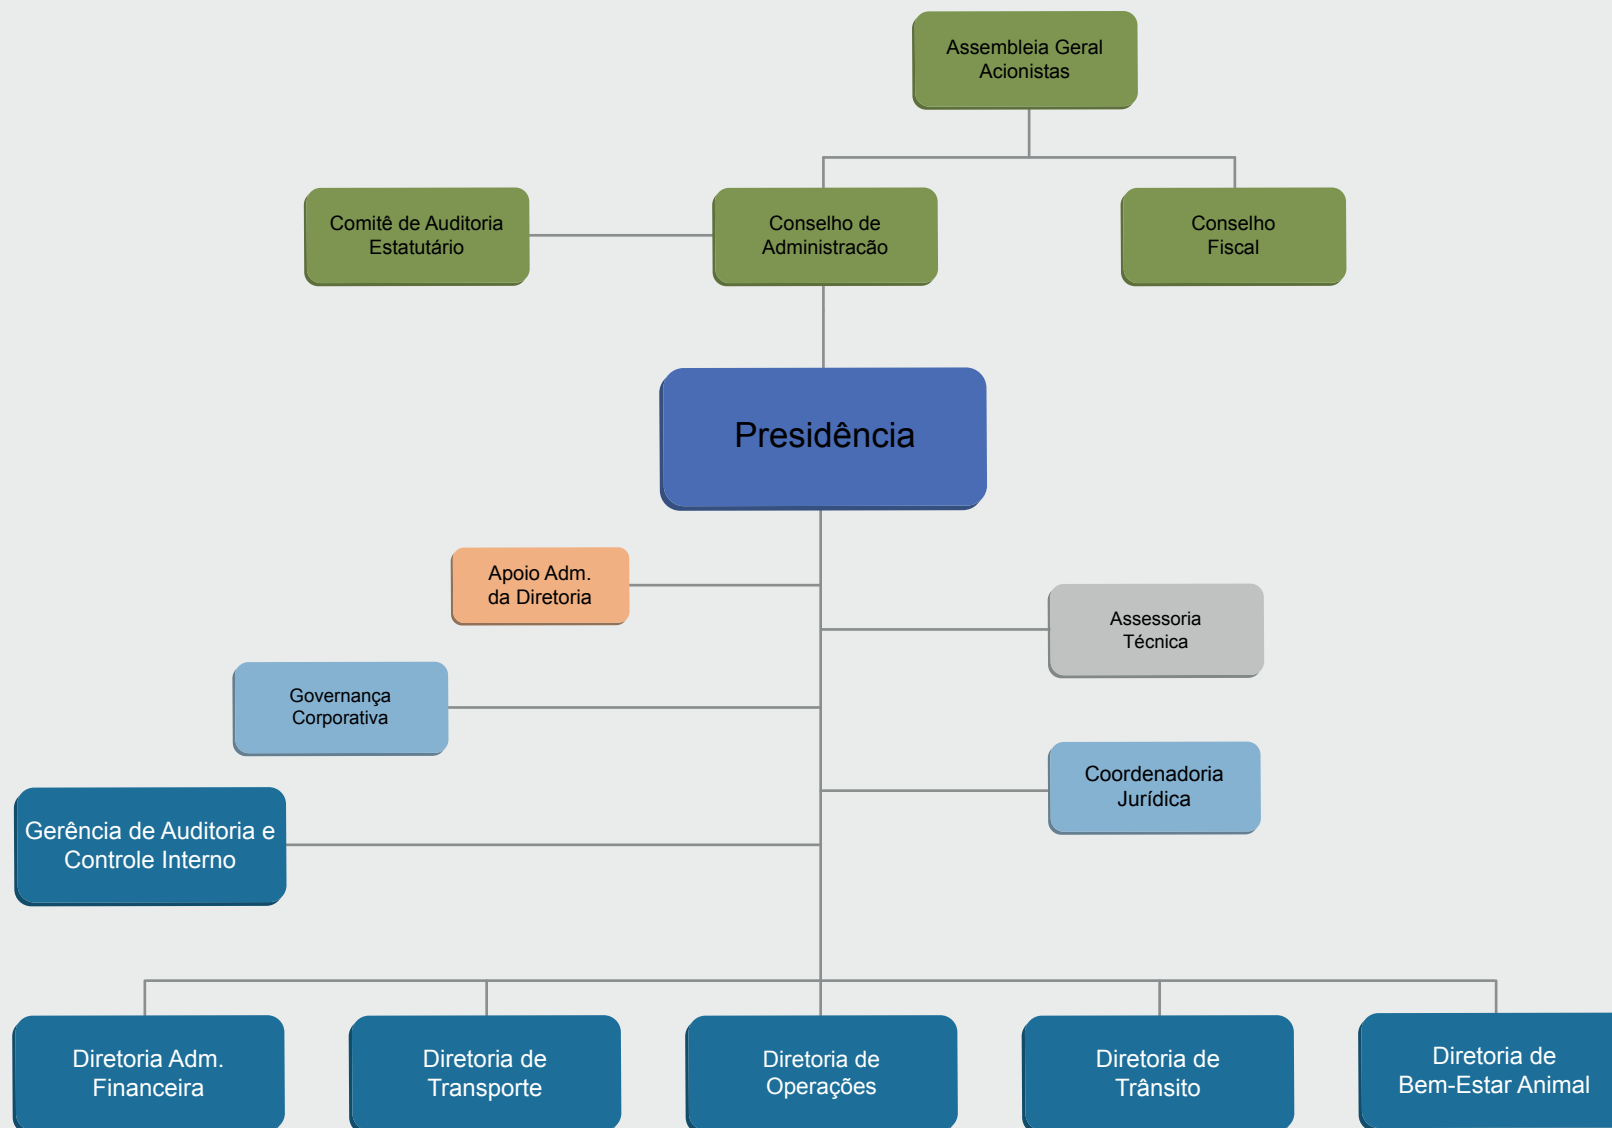 Assembleia Geral
Acionistas
Comitê de Auditoria
Estatutário
Conselho de
Administracão
Conselho
Fiscal
Presidência
Apoio Adm.
da Diretoria
Assessoria
Técnica
Governança
Corporativa
Coordenadoria
Jurídica
Gerência de Auditoria e
Controle Interno
Diretoria Adm.
Financeira
Diretoria de
Transporte
Diretoria de
Operações
Diretoria de
Trânsito
Diretoria de
Bem-Estar Animal